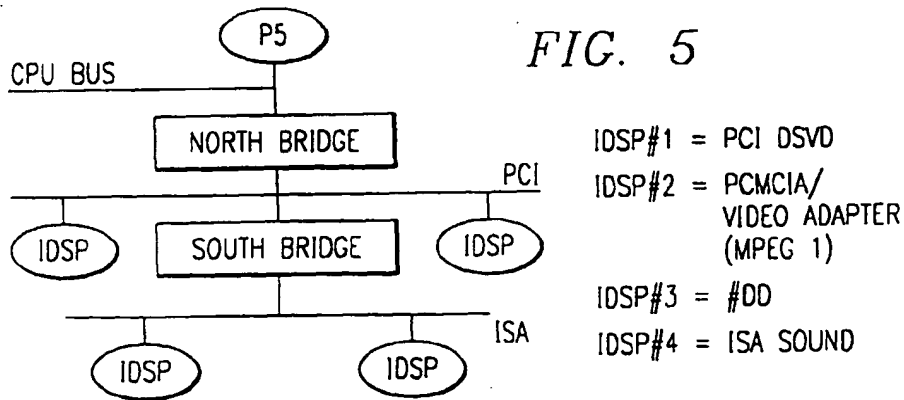 P5
FIG. 5
CPU BUS
NORTH BRIDGE
PCI
IDSP
SOUTH BRIDGE
IDSP
ISA
IDSP
IDSP
IDSP#1 = PCI DSVD
IDSP#2 = PCMCIA/
VIDEO ADAPTER
(MPEG 1)
IDSP#3 = #DD
IDSP#4 = ISA SOUND